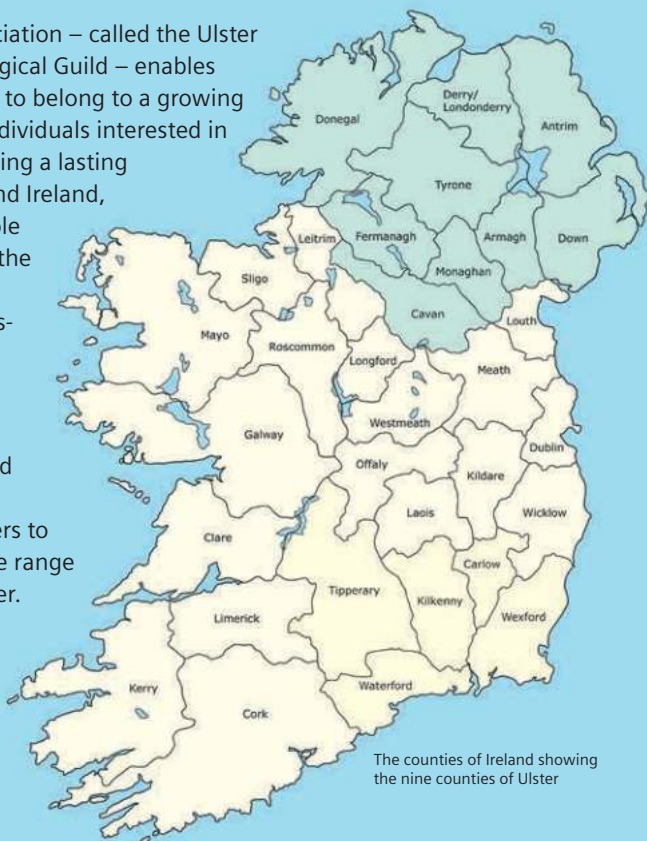 ciation – called the Ulster
gical Guild – enables
to belong to a growing
dividuals interested in
ing a lasting
nd Ireland,
ple
the
s-
d
ers to
e range
er.
Donegal
Derry/
Londonderry
Antrim
Tyrone
Fermanagh
Armagh
Down
Monaghan
Cavan
Leitrim
Sligo
Louth
Mayo
Roscommon
Longford
Meath
Westmeath
Galway
Offaly
Dublin
Kildare
Laois
Wicklow
Clare
Carlow
Tipperary
Kilkenny
Wexford
Limerick
Waterford
Kerry
Cork
The counties of Ireland showing
the nine counties of Ulster